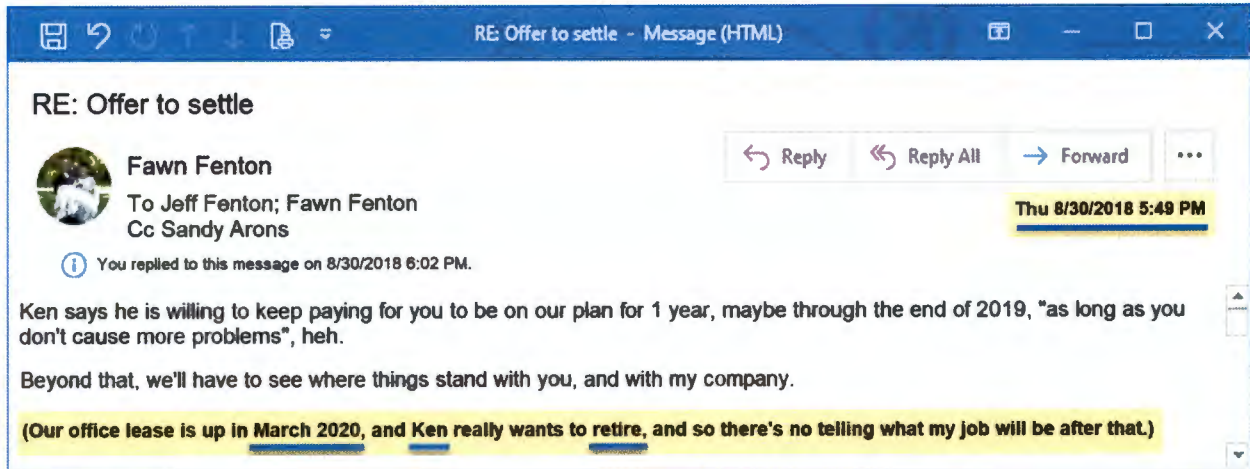 RE: Offer to settle - Message (HTML)
RE: Offer to settle
Fawn Fenton
To Jeff Fenton; Fawn Fenton
Cc Sandy Arons
Reply
Reply All
Forward
Thu 8/30/2018 5:49 PM
You replied to this message on 8/30/2018 6:02 PM.
Ken says he is willing to keep paying for you to be on our plan for 1 year, maybe through the end of 2019, "as long as you
don't cause more problems", heh.
Beyond that, we'll have to see where things stand with you, and with my company.
(Our office lease is up in March 2020, and Ken really wants to retire, and so there's no telling what my job will be after that.)